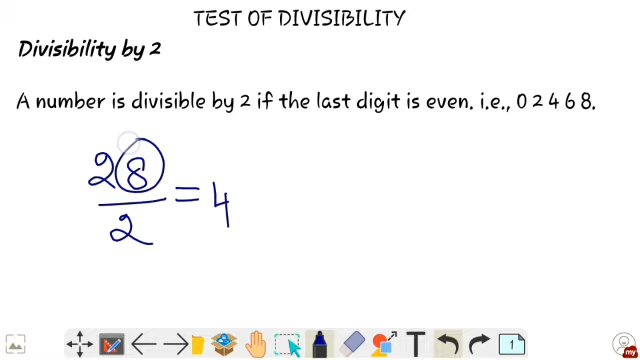 TEST OF DIVISIBILITY
Divisibility by 2
A number is divisible by 2 if the last digit is even. i.e., 0 2 4 6 8.
28
2
= 4
T
1
my